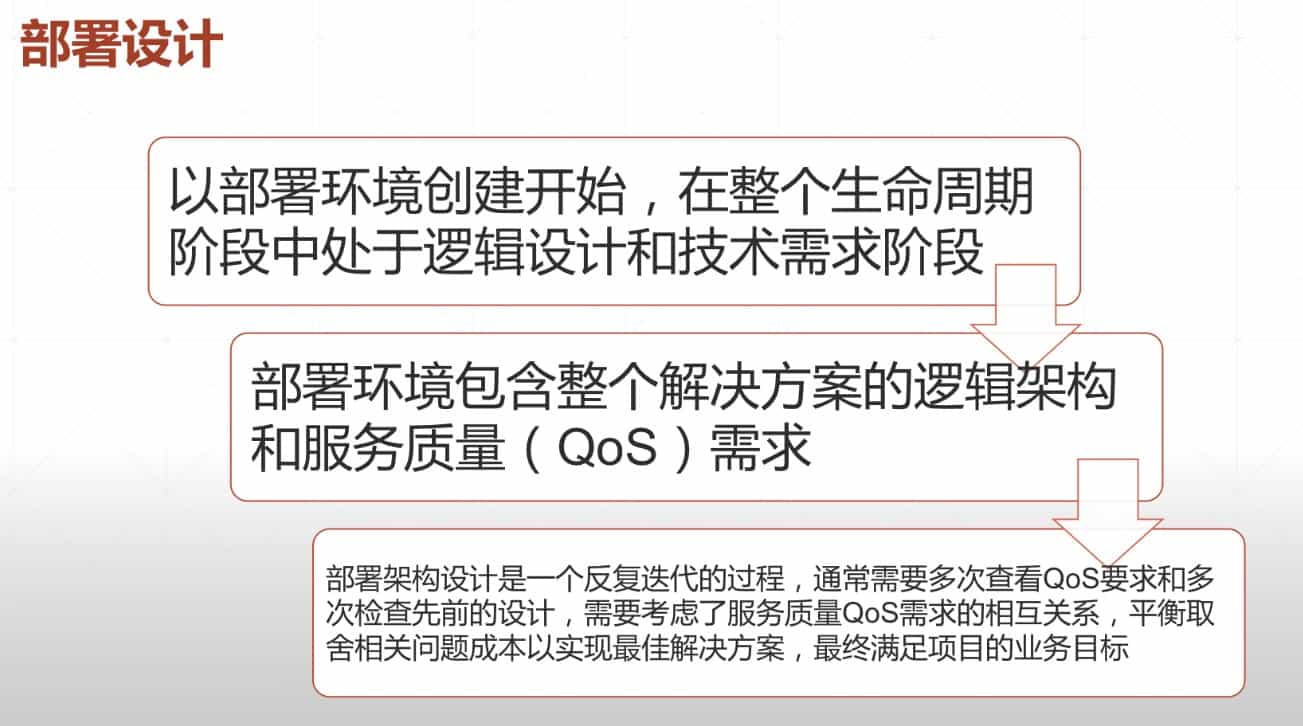 部署设计
以部署环境创建开始，在整个生命周期
阶段中处于逻辑设计和技术需求阶段
部署环境包含整个解决方案的逻辑架构
和服务质量（QoS）需求
部署架构设计是一个反复迭代的过程，通常需要多次查看QoS要求和多
次检查先前的设计，需要考虑了服务质量QoS需求的相互关系，平衡取
舍相关问题成本以实现最佳解决方案，最终满足项目的业务目标